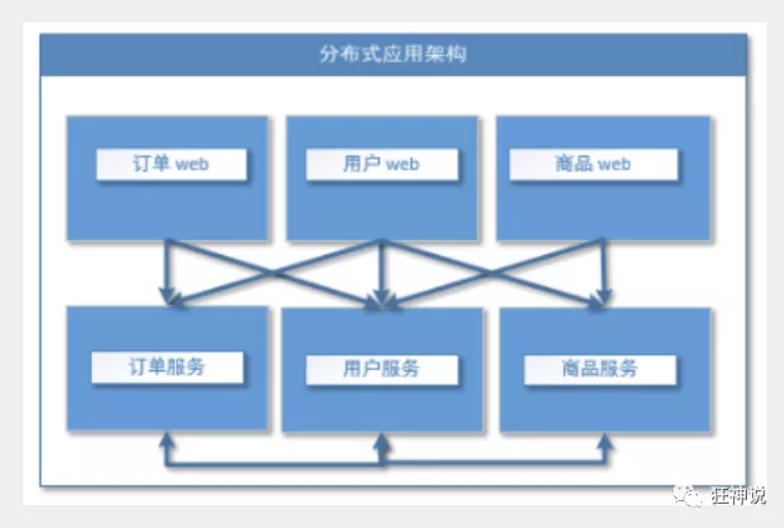 分布式应用架构
订单 web
用户 web
商品 web
订单服务
用户服务
商品服务
狂神说